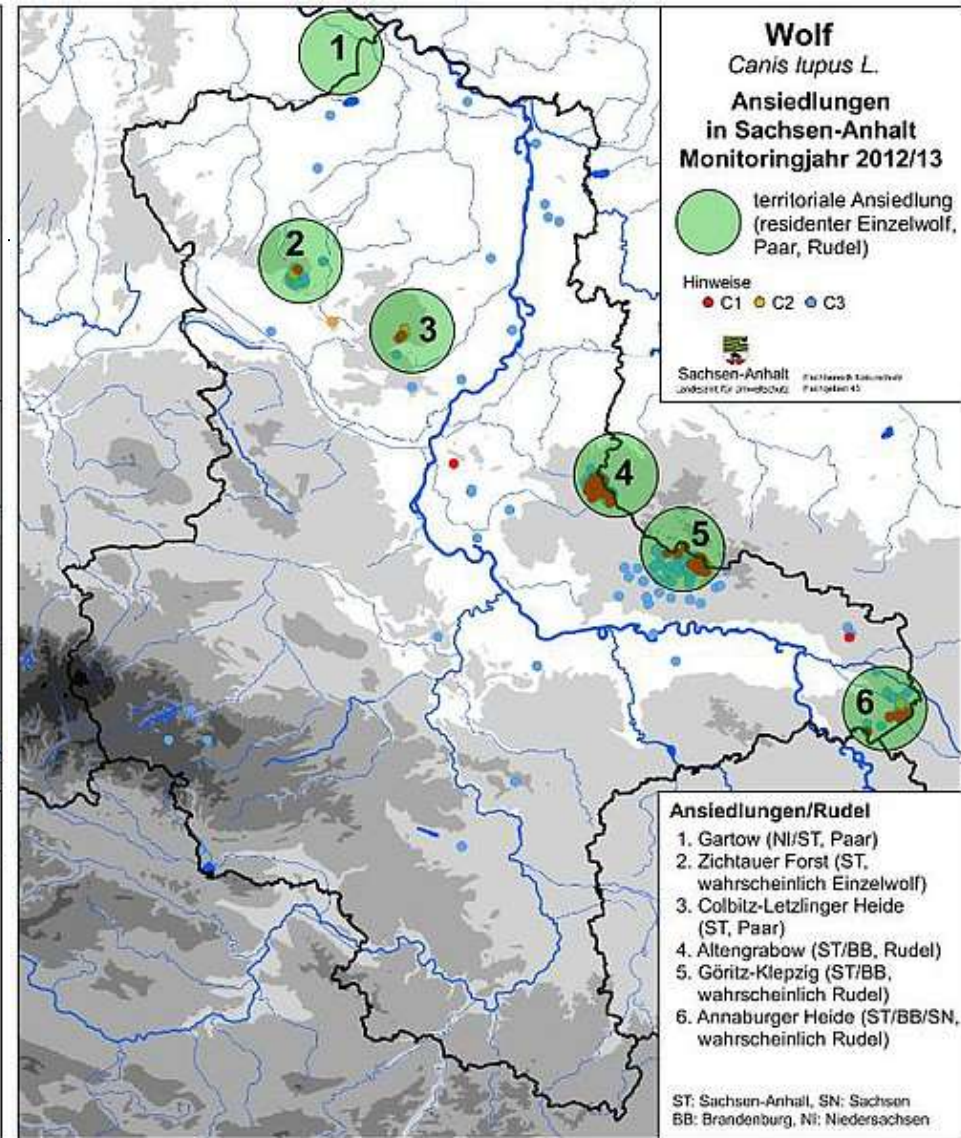 Wolf
Canis lupus L.
Ansiedlungen
in Sachsen-Anhalt
Monitoringjahr 2012/13
territoriale Ansiedlung
(residenter Einzelwolf,
Paar, Rudel)
Hinweise
C1 C2 C3
Sachsen-Anhalt
Landesamt für Umweltschutz
1
2
3
4
5
6
Ansiedlungen/Rudel
1. Gartow (NI/ST, Paar)
2. Zichtauer Forst (ST,
wahrscheinlich Einzelwolf)
3. Colbitz-Letzlinger Heide
(ST, Paar)
4. Altengrabow (ST/BB, Rudel)
5. Göritz-Klepzig (ST/BB,
wahrscheinlich Rudel)
6. Annaburger Heide (ST/BB/SN,
wahrscheinlich Rudel)
ST: Sachsen-Anhalt, SN: Sachsen
BB: Brandenburg, NI: Niedersachsen